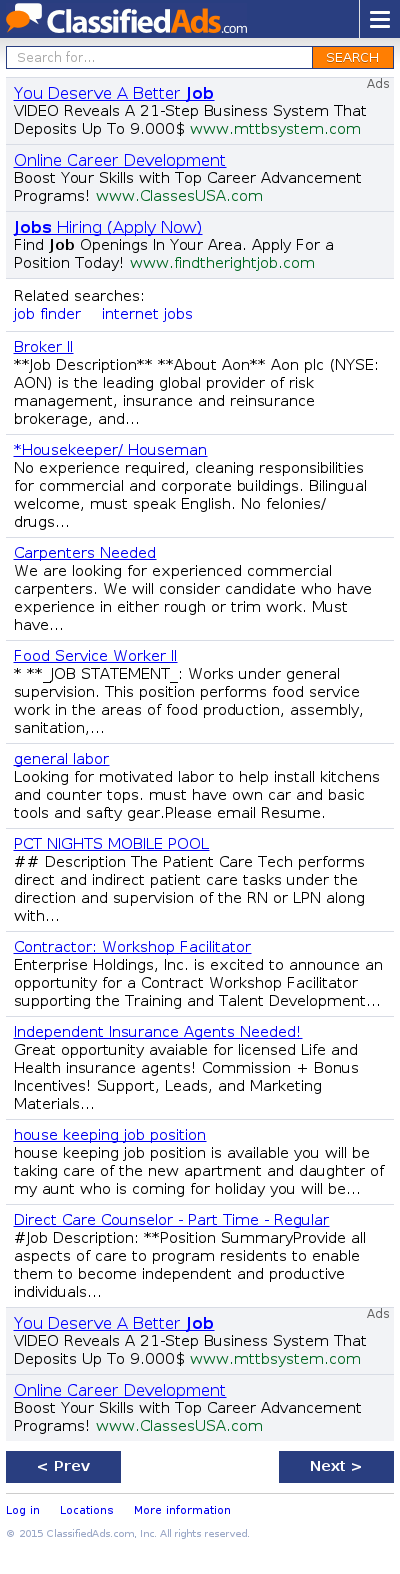 ClassifiedAds.com
Search for...
SEARCH
Ads
You Deserve A Better Job
VIDEO Reveals A 21-Step Business System That
Deposits Up To 9.000$ www.mttbsystem.com
Online Career Development
Boost Your Skills with Top Career Advancement
Programs! www.ClassesUSA.com
Jobs Hiring (Apply Now)
Find Job Openings In Your Area. Apply For a
Position Today! www.findtherightjob.com
Related searches:
job finder internet jobs
Broker II
**Job Description** **About Aon** Aon plc (NYSE:
AON) is the leading global provider of risk
management, insurance and reinsurance
brokerage, and...
*Housekeeper/ Houseman
No experience required, cleaning responsibilities
for commercial and corporate buildings. Bilingual
welcome, must speak English. No felonies/
drugs...
Carpenters Needed
We are looking for experienced commercial
carpenters. We will consider candidate who have
experience in either rough or trim work. Must
have...
Food Service Worker II
* **_JOB STATEMENT_: Works under general
supervision. This position performs food service
work in the areas of food production, assembly,
sanitation,...
general labor
Looking for motivated labor to help install kitchens
and counter tops. must have own car and basic
tools and safty gear.Please email Resume.
PCT NIGHTS MOBILE POOL
## Description The Patient Care Tech performs
direct and indirect patient care tasks under the
direction and supervision of the RN or LPN along
with...
Contractor: Workshop Facilitator
Enterprise Holdings, Inc. is excited to announce an
opportunity for a Contract Workshop Facilitator
supporting the Training and Talent Development...
Independent Insurance Agents Needed!
Great opportunity avaiable for licensed Life and
Health insurance agents! Commission + Bonus
Incentives! Support, Leads, and Marketing
Materials...
house keeping job position
house keeping job position is available you will be
taking care of the new apartment and daughter of
my aunt who is coming for holiday you will be...
Direct Care Counselor - Part Time - Regular
#Job Description: **Position SummaryProvide all
aspects of care to program residents to enable
them to become independent and productive
individuals...
Ads
You Deserve A Better Job
VIDEO Reveals A 21-Step Business System That
Deposits Up To 9.000$ www.mttbsystem.com
Online Career Development
Boost Your Skills with Top Career Advancement
Programs! www.ClassesUSA.com
< Prev
Next >
Log in Locations More information
© 2015 ClassifiedAds.com, Inc. All rights reserved.